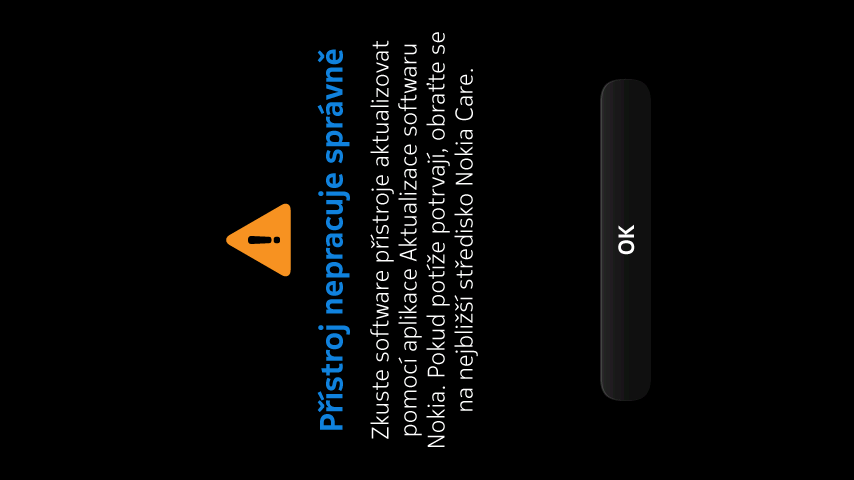 Přístroj nepracuje správně
Zkuste software přístroje aktualizovat
pomocí aplikace Aktualizace softwaru
Nokia. Pokud potíže potrvají, obraťte se
na nejbližší středisko Nokia Care.
OK